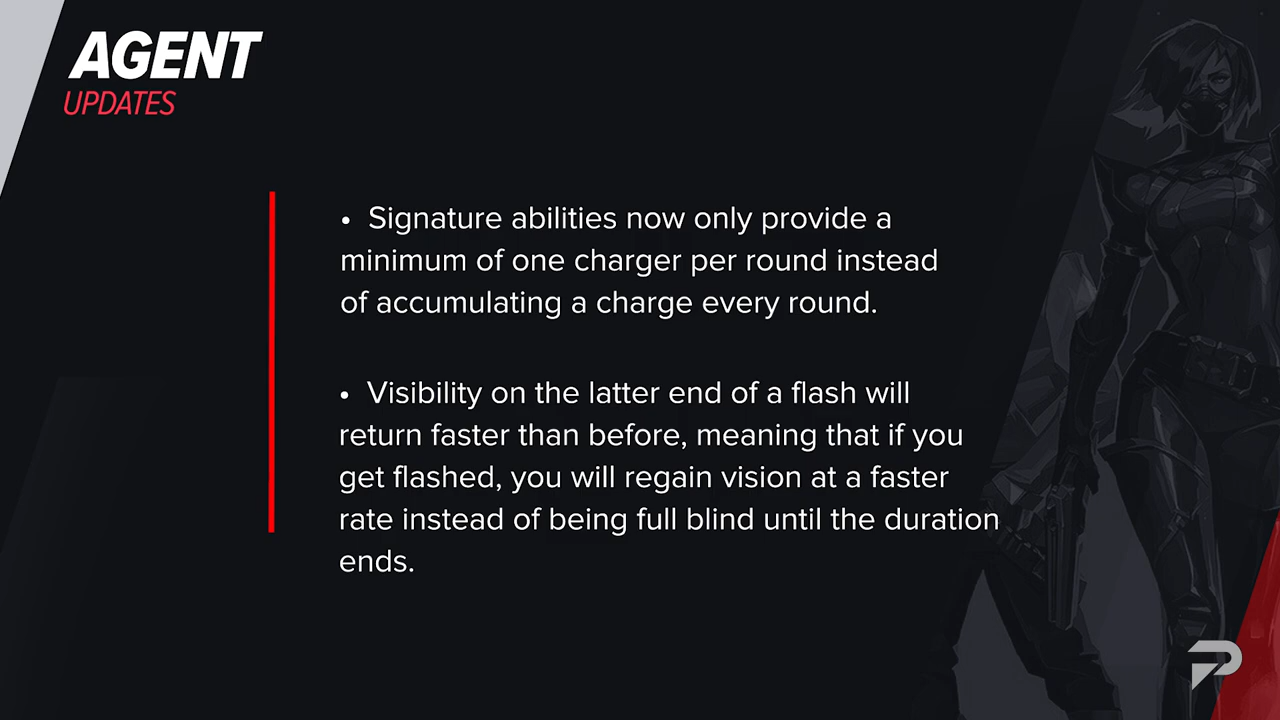 AGENT
UPDATES
• Signature abilities now only provide a
minimum of one charger per round instead
of accumulating a charge every round.
• Visibility on the latter end of a flash will
return faster than before, meaning that if you
get flashed, you will regain vision at a faster
rate instead of being full blind until the duration
ends.